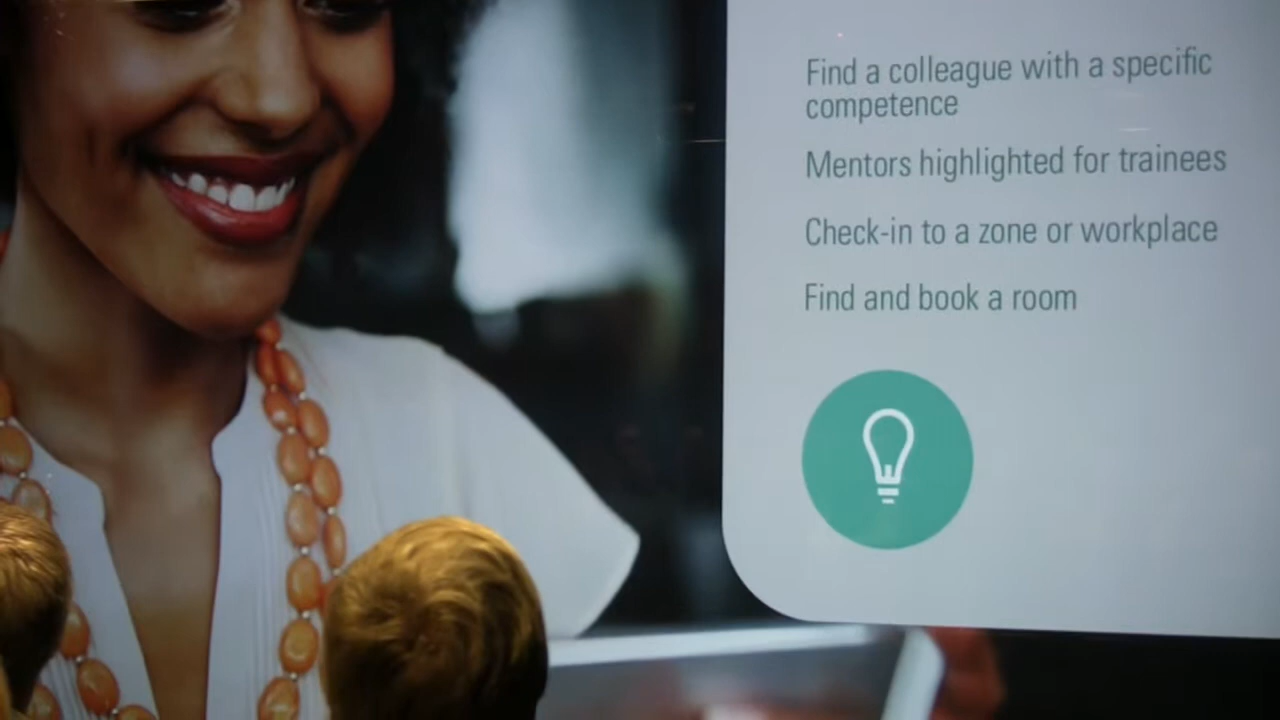 Find a colleague with a specific
competence
Mentors highlighted for trainees
Check-in to a zone or workplace
Find and book a room